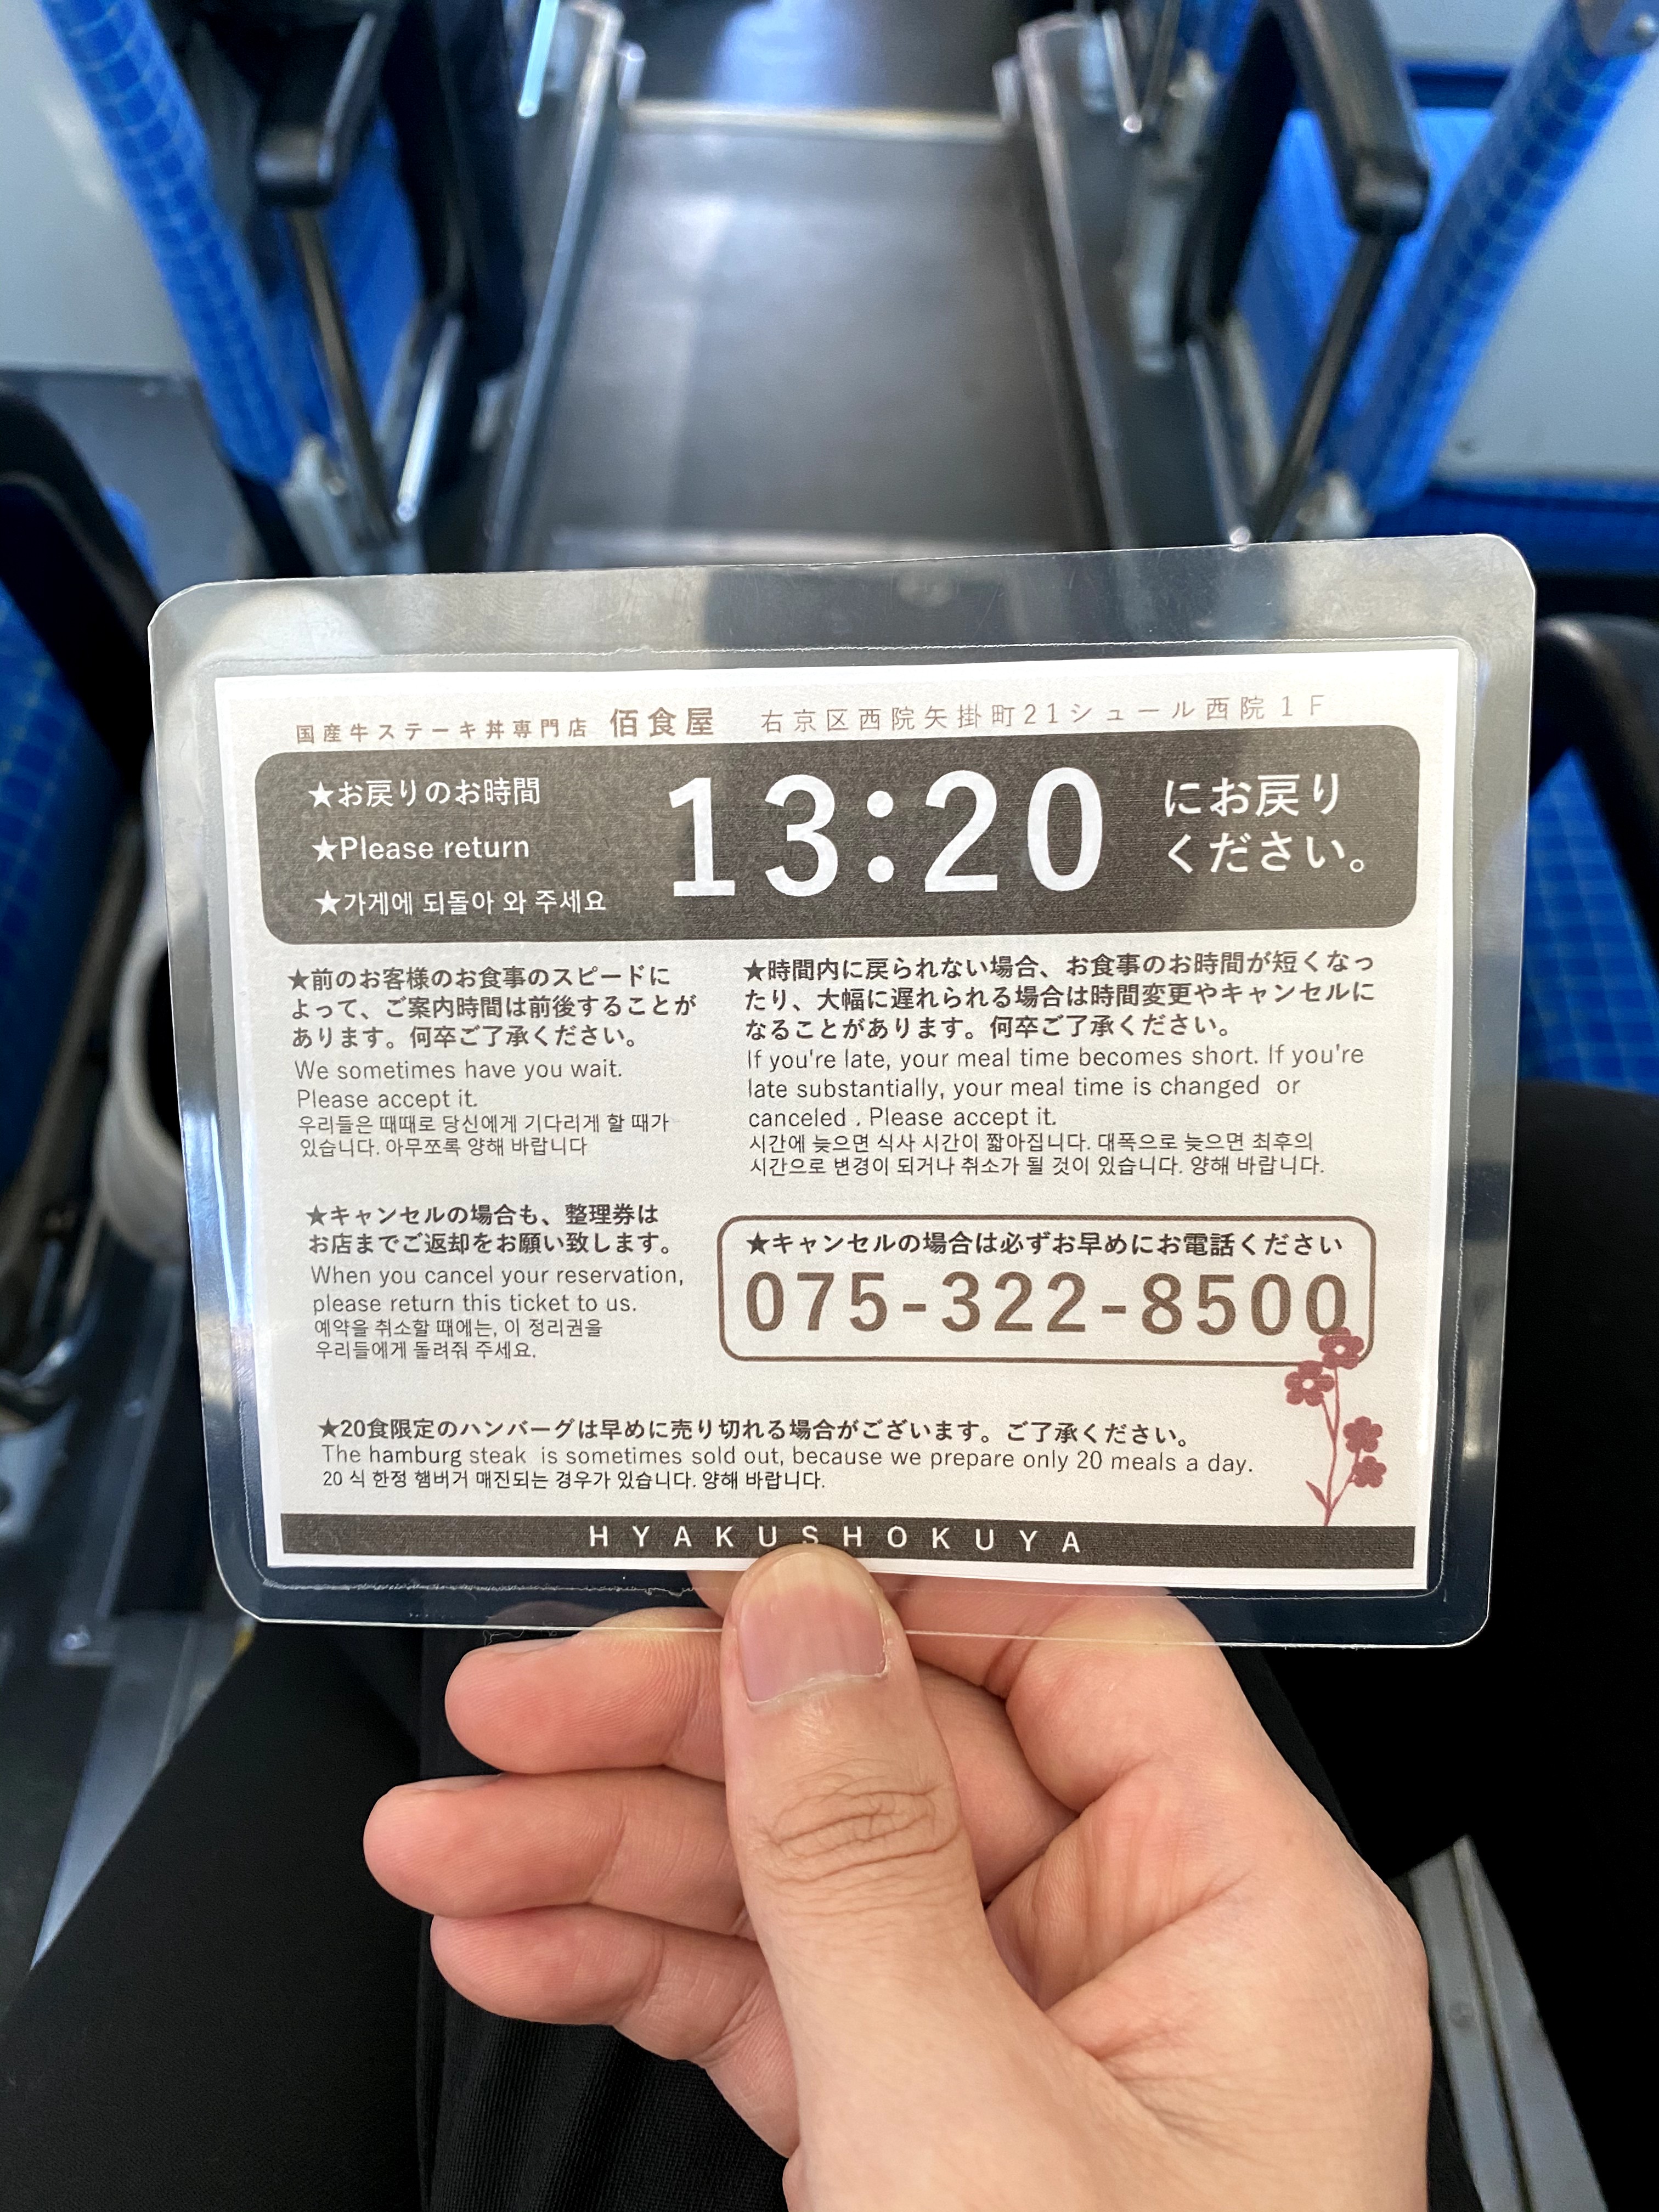 国産牛ステーキ丼専門店 佰食屋 右京区西院矢掛町21シュール西院1F
★お戻りのお時間
★Please return
★가게에 되돌아 와 주세요
13:20
にお戻り
ください。
★前のお客様のお食事のスピードに
よって、ご案内時間は前後することが
あります。何卒ご了承ください。
We sometimes have you wait.
Please accept it.
우리들은 때때로 당신에게 기다리게 할 때가
있습니다. 아무쪼록 양해 바랍니다
★時間内に戻られない場合、お食事のお時間が短くなっ
たり、大幅に遅れられる場合は時間変更やキャンセルに
なることがあります。何卒ご了承ください。
If you're late, your meal time becomes short. If you're
late substantially, your meal time is changed or
canceled . Please accept it.
시간에 늦으면 식사 시간이 짧아집니다. 대폭으로 늦으면 최후의
시간으로 변경이 되거나 취소가 될 것이 있습니다. 양해 바랍니다.
★キャンセルの場合も、整理券は
お店までご返却をお願い致します。
When you cancel your reservation,
please return this ticket to us.
예약을 취소할 때에는, 이 정리권을
우리들에게 돌려줘 주세요.
★キャンセルの場合は必ずお早めにお電話ください
075-322-8500
★20食限定のハンバーグは早めに売り切れる場合がございます。ご了承ください。
The hamburg steak is sometimes sold out, because we prepare only 20 meals a day.
20 식 한정 햄버거 매진되는 경우가 있습니다. 양해 바랍니다.
HYAKUSHOKUYA